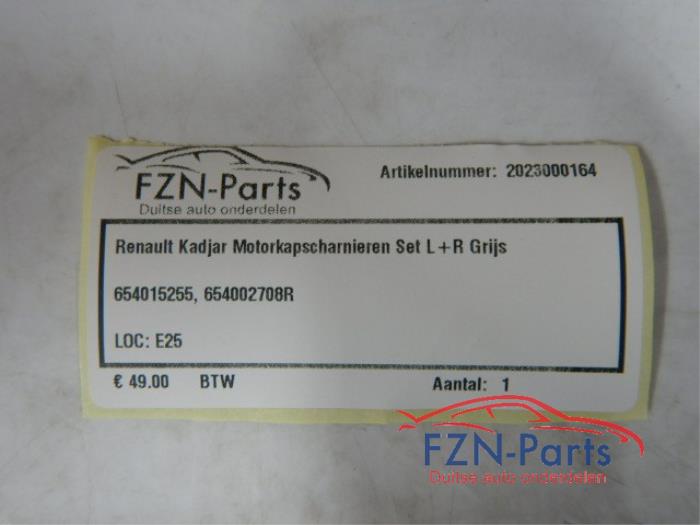 FZN-Parts
Duitse auto onderdelen
Artikelnummer: 2023000164
Renault Kadjar Motorkapscharnieren Set L+R Grijs
654015255, 654002708R
LOC: E25
€ 49.00 BTW Aantal: 1
FZN-Parts
Duitse auto onderdelen